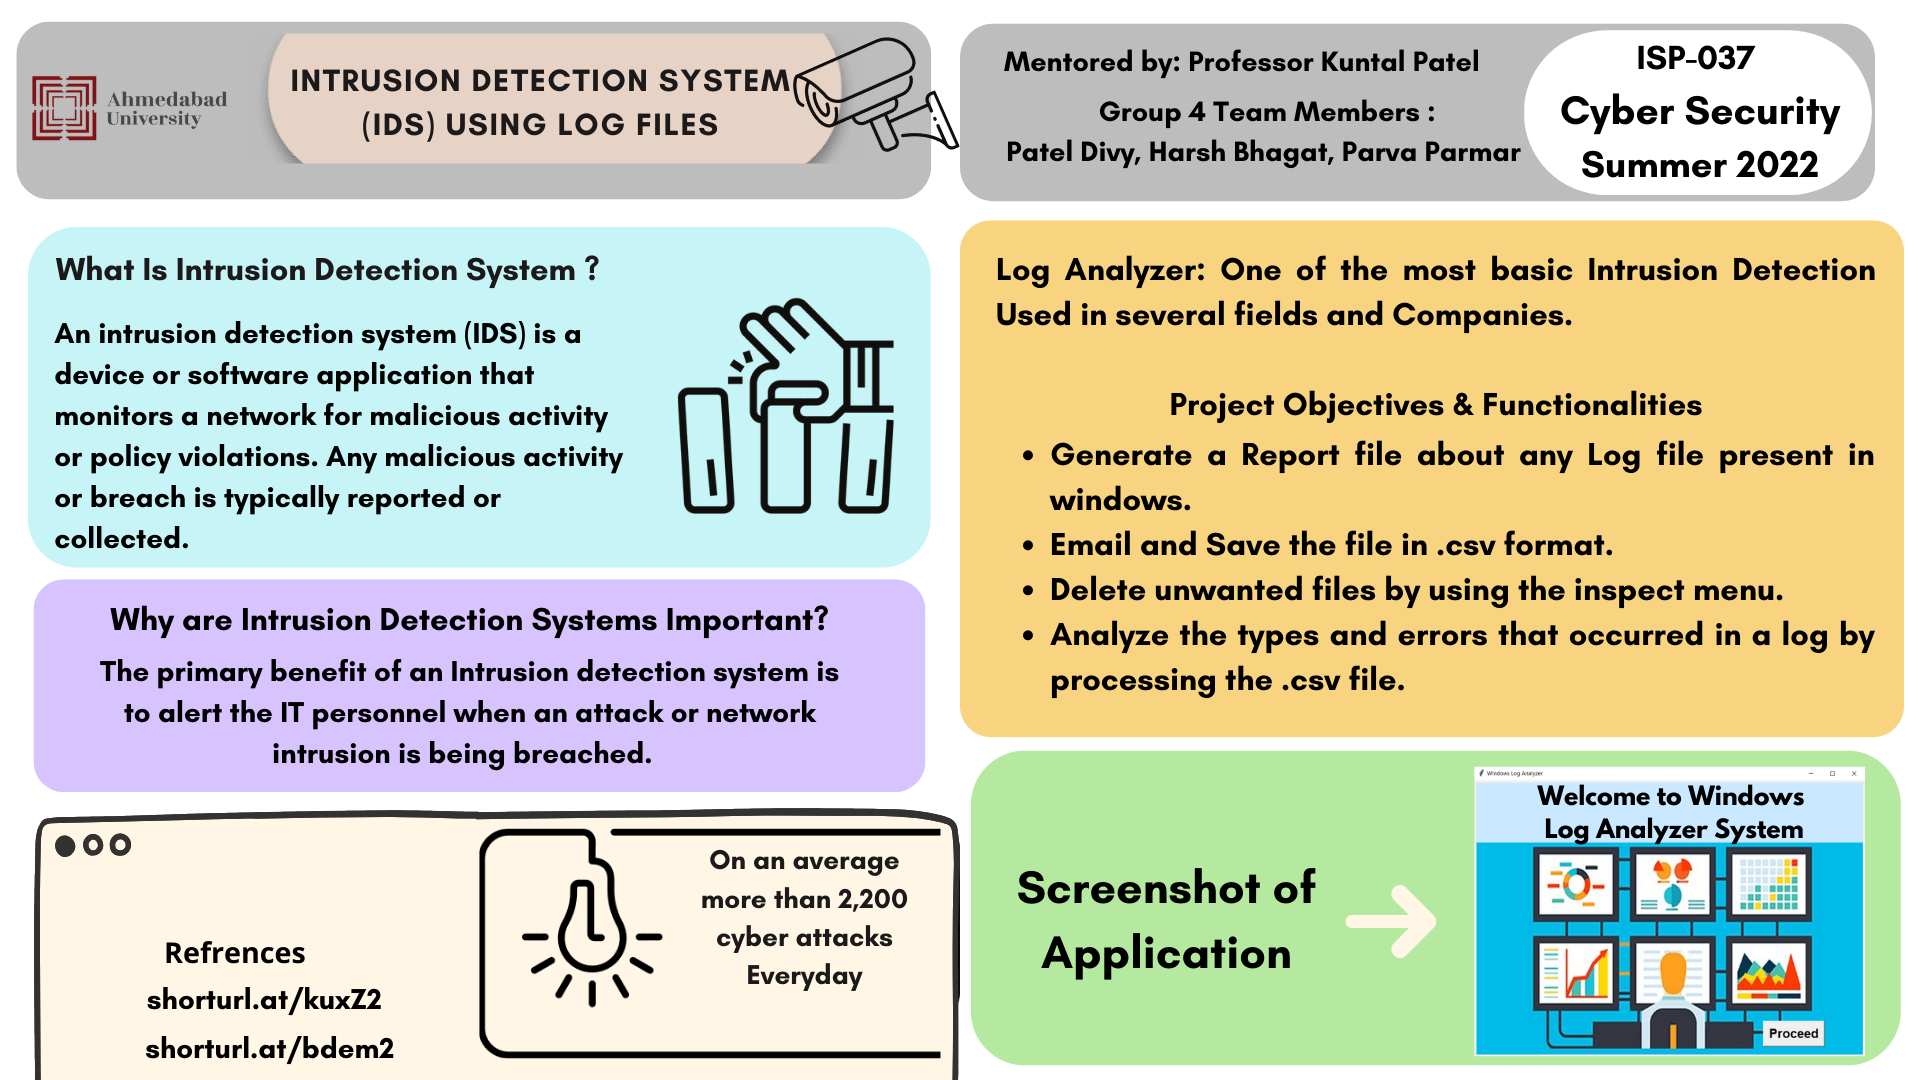 Ahmedabad
University
INTRUSION DETECTION SYSTEM
(IDS) USING LOG FILES
Mentored by: Professor Kuntal Patel
Group 4 Team Members :
Patel Divy, Harsh Bhagat, Parva Parmar
ISP-037
Cyber Security
Summer 2022
What Is Intrusion Detection System ?
An intrusion detection system (IDS) is a
device or software application that
monitors a network for malicious activity
or policy violations. Any malicious activity
or breach is typically reported or
collected.
Why are Intrusion Detection Systems Important?
The primary benefit of an Intrusion detection system is
to alert the IT personnel when an attack or network
intrusion is being breached.
Refrences
shorturl.at/kuxZ2
shorturl.at/bdem2
On an average
more than 2,200
cyber attacks
Everyday
Log Analyzer: One of the most basic Intrusion Detection
Used in several fields and Companies.
Project Objectives & Functionalities
• Generate a Report file about any Log file present in
windows.
• Email and Save the file in .csv format.
• Delete unwanted files by using the inspect menu.
• Analyze the types and errors that occurred in a log by
processing the .csv file.
Screenshot of
Application
Windows Log Analyzer
Welcome to Windows
Log Analyzer System
Proceed